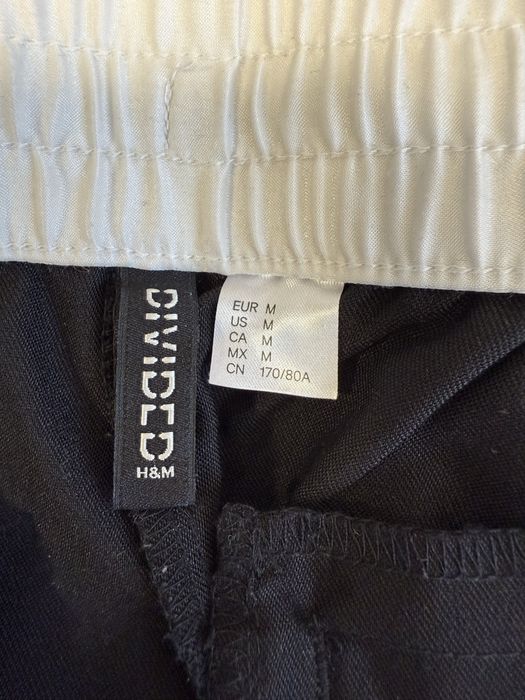 DIVIDED
H&M
EUR M
US M
CA M
MX M
CN 170/80A